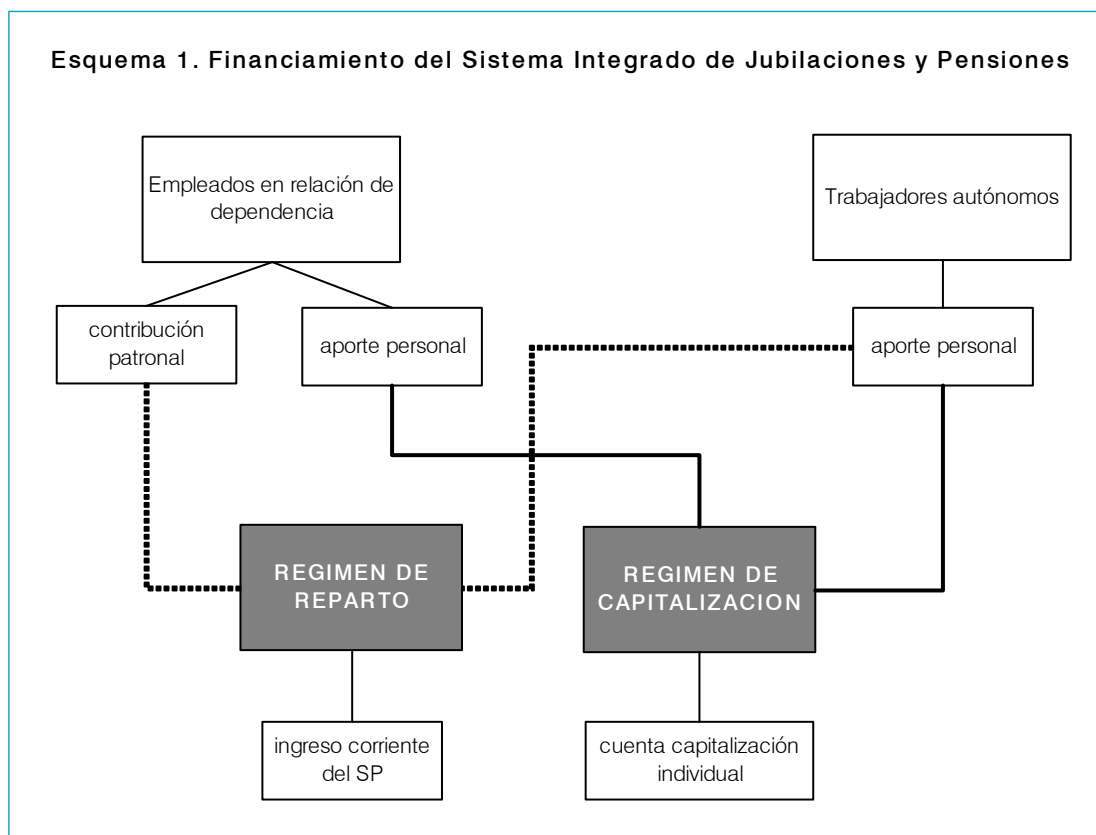 Esquema 1. Financiamiento del Sistema Integrado de Jubilaciones y Pensiones
Empleados en relación de
dependencia
Trabajadores autónomos
contribución
patronal
aporte personal
aporte personal
REGIMEN DE
REPARTO
REGIMEN DE
CAPITALIZACION
ingreso corriente
del SP
cuenta capitalización
individual